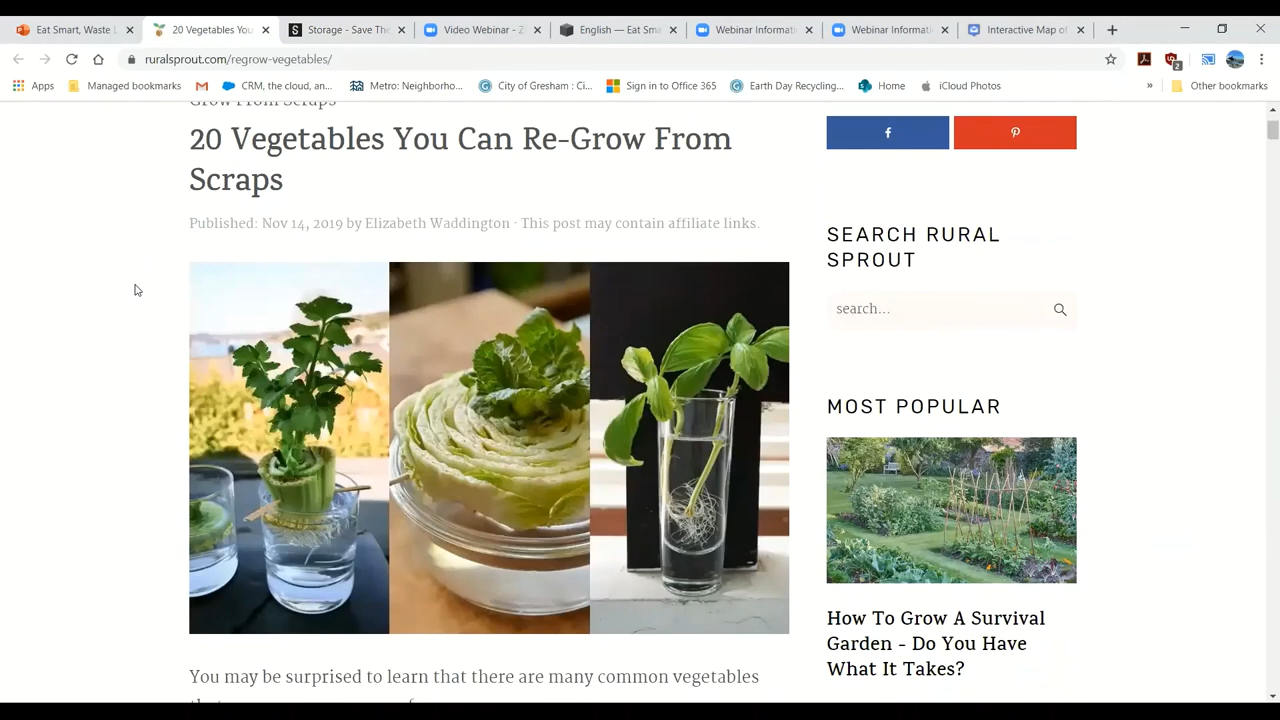 Eat Smart, Waste L
20 Vegetables You
Storage - Save The
Video Webinar - Z
English — Eat Sma
Webinar Informati
Webinar Informati
Interactive Map of
ruralsprout.com/regrow-vegetables/
Apps
Managed bookmarks
CRM, the cloud, an...
Metro: Neighborho...
City of Gresham : Ci...
Sign in to Office 365
Earth Day Recycling...
Home
iCloud Photos
»
Other bookmarks
Grow From Scraps
20 Vegetables You Can Re-Grow From
Scraps
Published: Nov 14, 2019 by Elizabeth Waddington · This post may contain affiliate links.
You may be surprised to learn that there are many common vegetables
SEARCH RURAL
SPROUT
search...
MOST POPULAR
How To Grow A Survival
Garden - Do You Have
What It Takes?